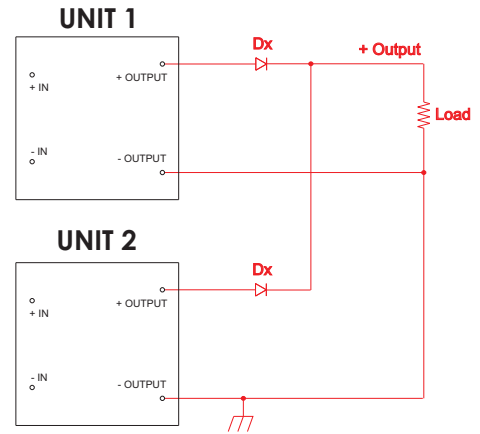 UNIT 1
Dx
+ Output
+ OUTPUT
+ IN
Load
- IN
- OUTPUT
UNIT 2
Dx
+ OUTPUT
+ IN
- IN
- OUTPUT